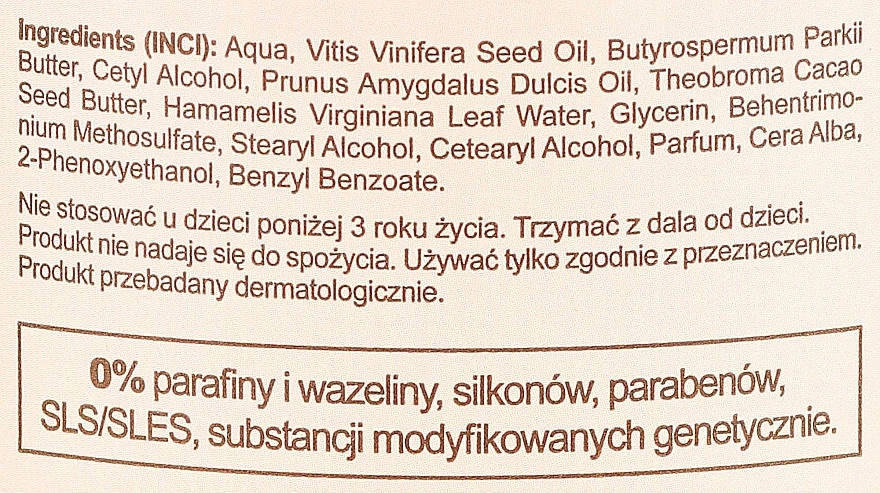 Ingredients (INCI): Aqua, Vitis Vinifera Seed Oil, Butyrospermum Parkii
Butter, Cetyl Alcohol, Prunus Amygdalus Dulcis Oil, Theobroma Cacao
Seed Butter, Hamamelis Virginiana Leaf Water, Glycerin, Behentrimo-
nium Methosulfate, Stearyl Alcohol, Cetearyl Alcohol, Parfum, Cera Alba,
2-Phenoxyethanol, Benzyl Benzoate.
Nie stosować u dzieci poniżej 3 roku życia. Trzymać z dala od dzieci.
Produkt nie nadaje się do spożycia. Używać tylko zgodnie z przeznaczeniem.
Produkt przebadany dermatologicznie.
0% parafiny i wazeliny, silkonów, parabenów,
SLS/SLES, substancji modyfikowanych genetycznie.